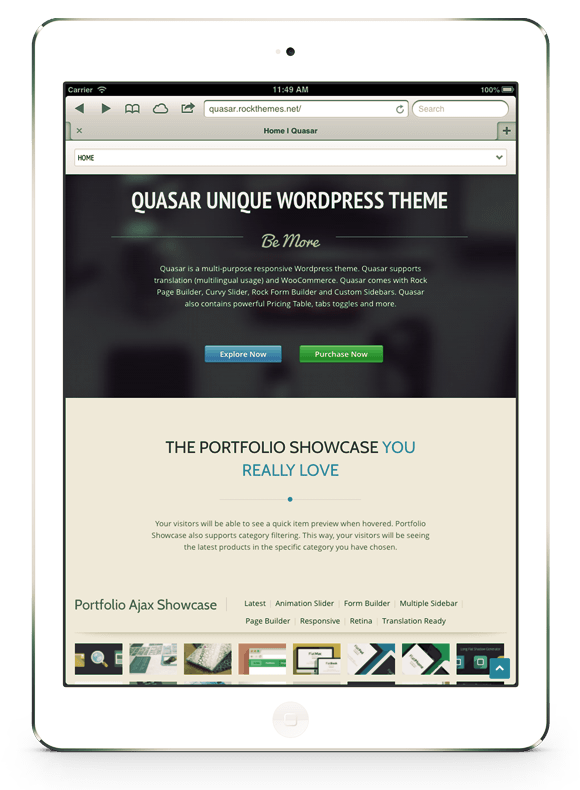 Carrier
11:49 AM
100%
quasar.rockthemes.net/
Search
Home | Quasar
HOME
QUASAR UNIQUE WORDPRESS THEME
Be More
Quasar is a multi-purpose responsive Wordpress theme. Quasar supports
translation (multilingual usage) and WooCommerce. Quasar comes with Rock
Page Builder, Curvy Slider, Rock Form Builder and Custom Sidebars. Quasar
also contains powerful Pricing Table, tabs toggles and more.
Explore Now
Purchase Now
THE PORTFOLIO SHOWCASE YOU
REALLY LOVE
Your visitors will be able to see a quick item preview when hovered. Portfolio
Showcase also supports category filtering. This way, your visitors will be seeing
the latest products in the specific category you have chosen.
Portfolio Ajax Showcase
Latest | Animation Slider | Form Builder | Multiple Sidebar |
Page Builder | Responsive | Retina | Translation Ready